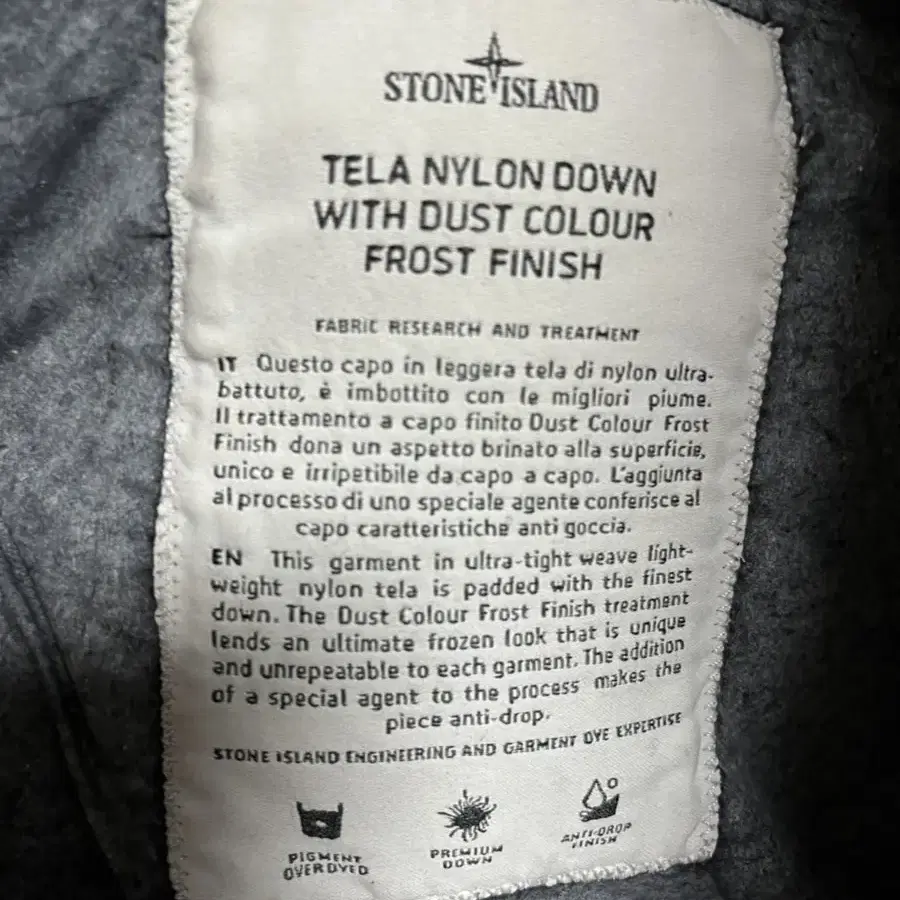 STONE ISLAND
TELA NYLON DOWN
WITH DUST COLOUR
FROST FINISH
FABRIC RESEARCH AND TREATMENT
IT Questo capo in leggera tela di nylon ultra-
battuto, è imbottito con le migliori piume.
Il trattamento a capo finito Dust Colour Frost
Finish dona un aspetto brinato alla superficie,
unico e irripetibile da capo a capo. L'aggiunta
al processo di uno speciale agente conferisce al
capo caratteristiche anti goccia.
EN This garment in ultra-tight weave light-
weight nylon tela is padded with the finest
down. The Dust Colour Frost Finish treatment
lends an ultimate frozen look that is unique
and unrepeatable to each garment. The addition
of a special agent to the process makes the
piece anti-drop.
STONE ISLAND ENGINEERING AND GARMENT DYE EXPERTISE
PIGMENT
OVERDYED
PREMIUM
DOWN
ANTI-DROP
FINISH